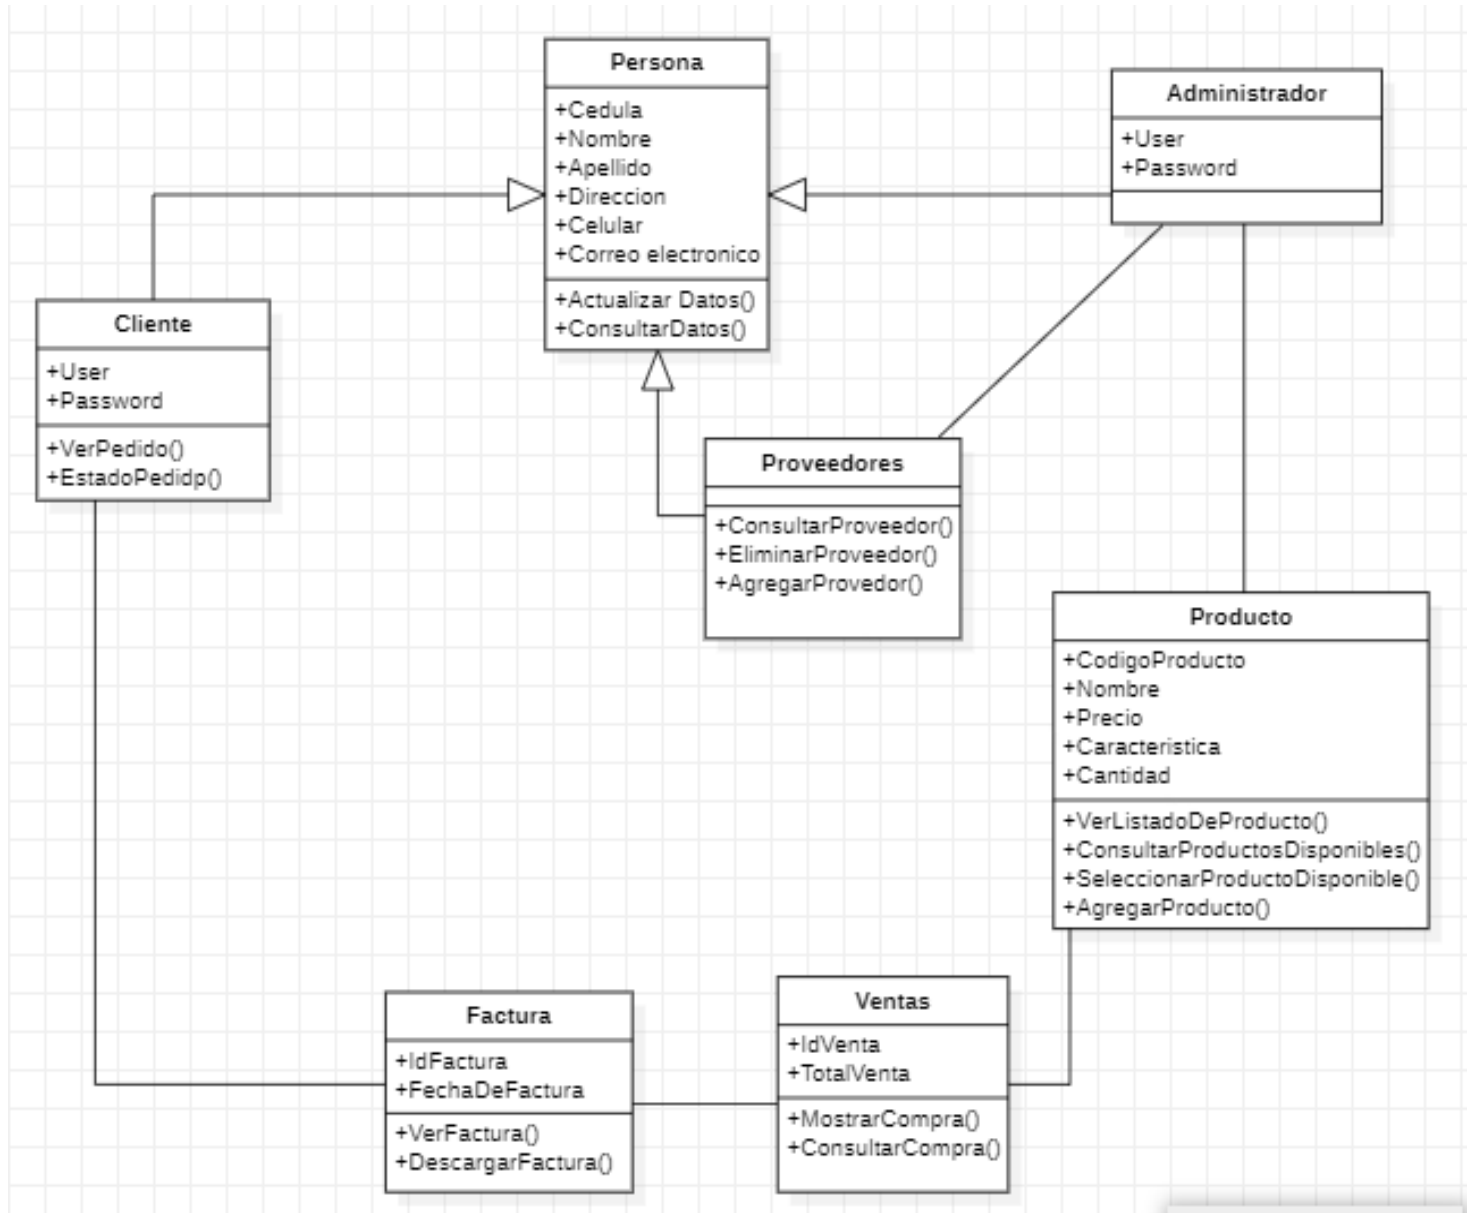 Persona
+Cedula
+Nombre
+Apellido
+Direccion
+Celular
+Correo electronico
+Actualizar Datos()
+ConsultarDatos()
Administrador
+User
+Password
Cliente
+User
+Password
+VerPedido()
+EstadoPedidp()
Proveedores
+ConsultarProveedor()
+EliminarProveedor()
+AgregarProvedor()
Producto
+CodigoProducto
+Nombre
+Precio
+Caracteristica
+Cantidad
+VerListadoDeProducto()
+ConsultarProductosDisponibles()
+SeleccionarProductoDisponible()
+AgregarProducto()
Factura
+IdFactura
+FechaDeFactura
+VerFactura()
+DescargarFactura()
Ventas
+IdVenta
+TotalVenta
+MostrarCompra()
+ConsultarCompra()